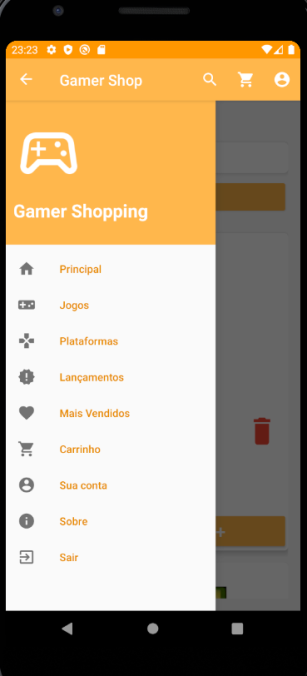 23:23
Gamer Shop
Gamer Shopping
Principal
Jogos
Plataformas
Lançamentos
Mais Vendidos
Carrinho
Sua conta
Sobre
Sair